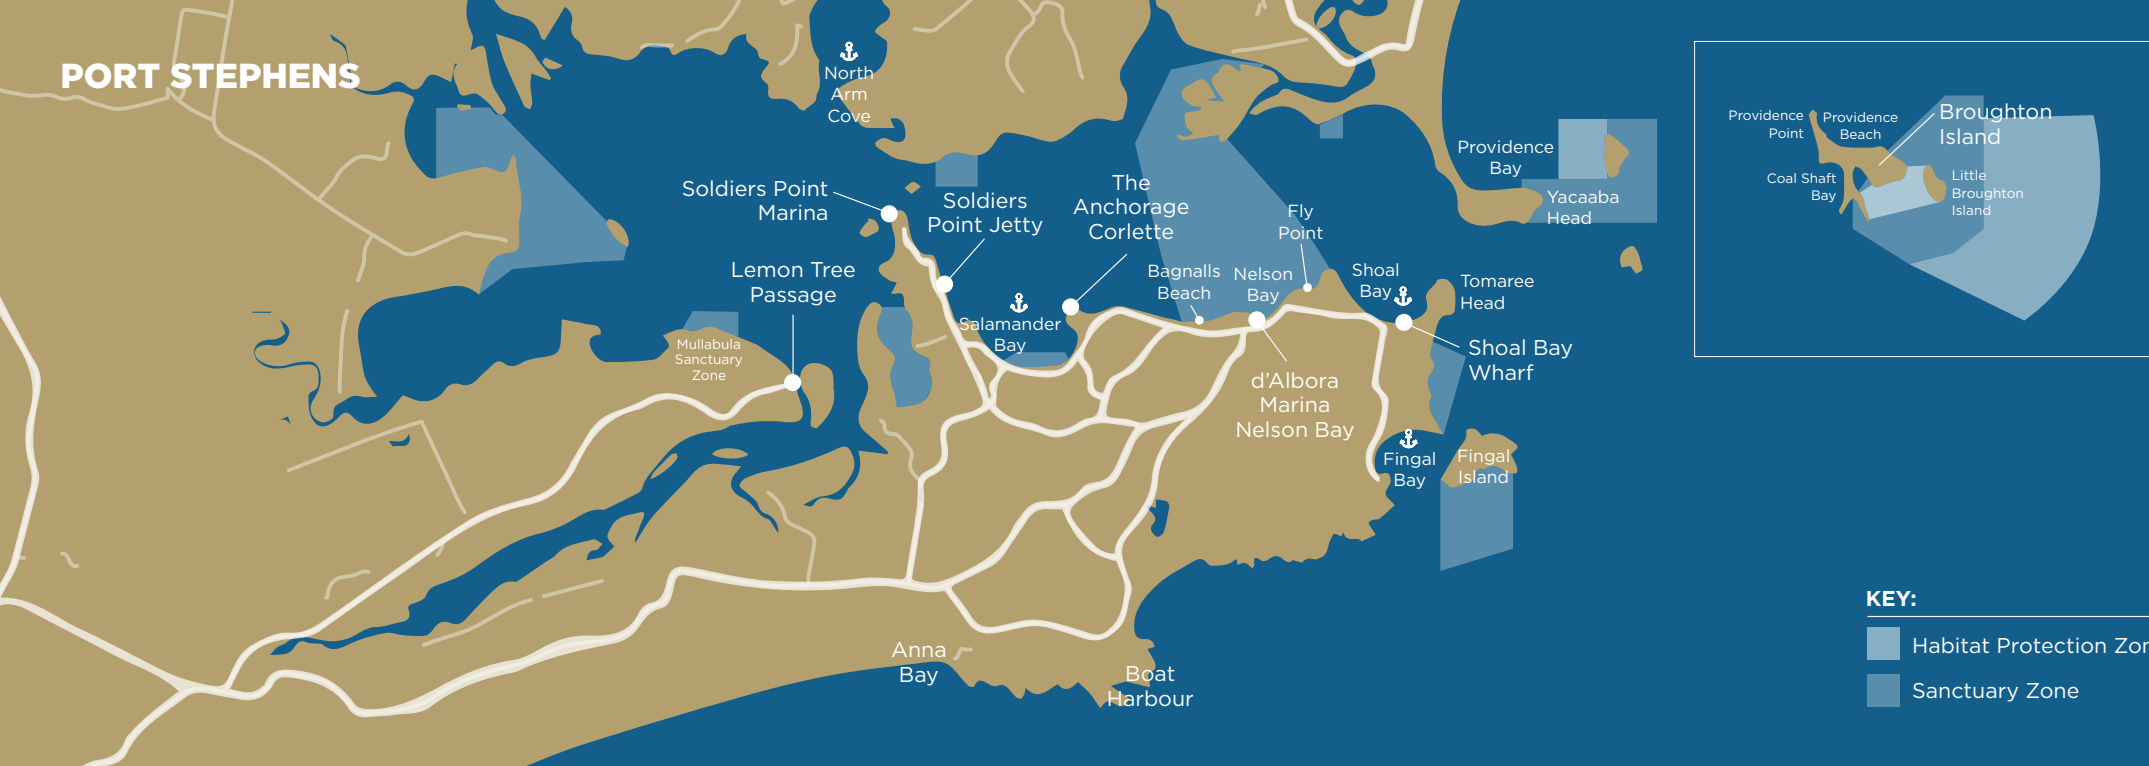 PORT STEPHENS
North
Arm
Cove
Soldiers Point
Marina
Soldiers
Point Jetty
The
Anchorage
Corlette
Lemon Tree
Passage
Mullabula
Sanctuary
Zone
Salamander
Bay
Bagnalls
Beach
Nelson
Bay
Fly
Point
Shoal
Bay
Tomaree
Head
Shoal Bay
Wharf
d'Albora
Marina
Nelson Bay
Fingal
Bay
Fingal
Island
Providence
Bay
Yacaaba
Head
Anna
Bay
Boat
Harbour
Providence
Point
Providence
Beach
Broughton
Island
Coal Shaft
Bay
Little
Broughton
Island
KEY:
Habitat Protection Zon
Sanctuary Zone